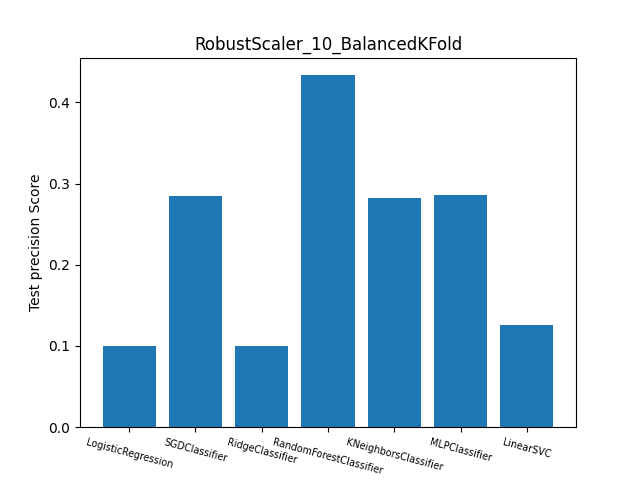 RobustScaler_10_BalancedKFold
Test precision Score
0.4
0.3
0.2
0.1
0.0
LogisticRegression
SGDClassifier
RidgeClassifier
RandomForestClassifier
KNeighborsClassifier
MLPClassifier
LinearSVC